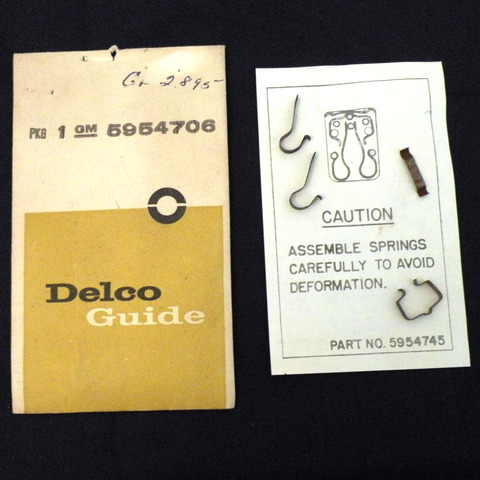 Gr 2.895
PKG 1 GM 5954706
Delco
Guide
CAUTION
ASSEMBLE SPRINGS
CAREFULLY TO AVOID
DEFORMATION.
PART NO. 5954745